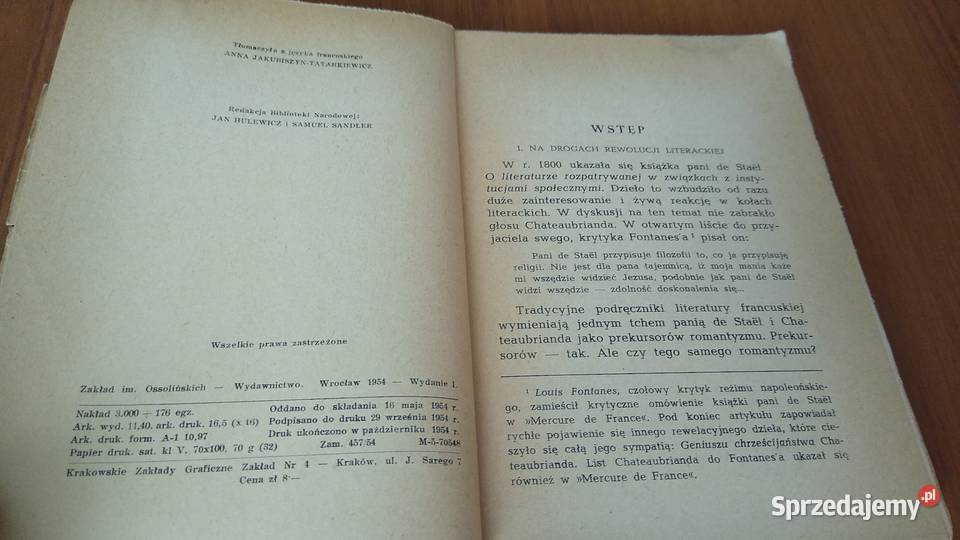 Tłumaczyła z języka francuskiego
ANNA JAKUBISZYN-TATARKIEWICZ
Redakcja Biblioteki Narodowej:
JAN HULEWICZ i SAMUEL SANDLER
Wszelkie prawa zastrzeżone
Zakład im. Ossolińskich — Wydawnictwo, Wrocław 1954 — Wydanie I.
Nakład 3.000 — 176 egz. Oddano do składania 16 maja 1954 r.
Ark. wyd. 11,40. ark. druk. 16,5 (x 16) Podpisano do druku 29 września 1954 r.
Ark. druk. form. A-1 10,97 Druk ukończono w październiku 1954 r.
Papier druk. sat. kl V, 70x100, 70 g (32) Zam. 457/54 M-5-70548
Krakowskie Zakłady Graficzne Zakład Nr 4 — Kraków, ul. J. Sarego 7
Cena zł 8—
WSTĘP
1. NA DROGACH REWOLUCJI LITERACKIEJ
W r. 1800 ukazała się książka pani de Staël
O literaturze rozpatrywanej w związkach z insty-
tucjami społecznymi. Dzieło to wzbudziło od razu
duże zainteresowanie i żywą reakcję w kołach
literackich. W dyskusji na ten temat nie zabrakło
głosu Chateaubrianda. W otwartym liście do przy-
jaciela swego, krytyka Fontanes'a ¹ pisał on:
Pani de Staël przypisuje filozofii to, co ja przypisuję
religii. Nie jest dla pana tajemnicą, iż moja mania każe
mi wszędzie widzieć Jezusa, podobnie jak pani de Staël
widzi wszędzie — zdolność doskonalenia się...
Tradycyjne podręczniki literatury francuskiej
wymieniają jednym tchem panią de Staël i Cha-
teaubrianda jako prekursorów romantyzmu. Prekur-
sorów — tak. Ale czy tego samego romantyzmu?
¹ Louis Fontanes, czołowy krytyk reżimu napoleońskie-
go, zamieścił krytyczne omówienie książki pani de Staël
w »Mercure de France«. Pod koniec artykułu zapowiadał
rychłe pojawienie się innego rewelacyjnego dzieła, które cie-
szyło się całą jego sympatią: Geniuszu chrześcijaństwa Cha-
teaubrianda. List Chateaubrianda do Fontanes'a ukazał się
również w »Mercure de France«.
Sprzedajemy.pl